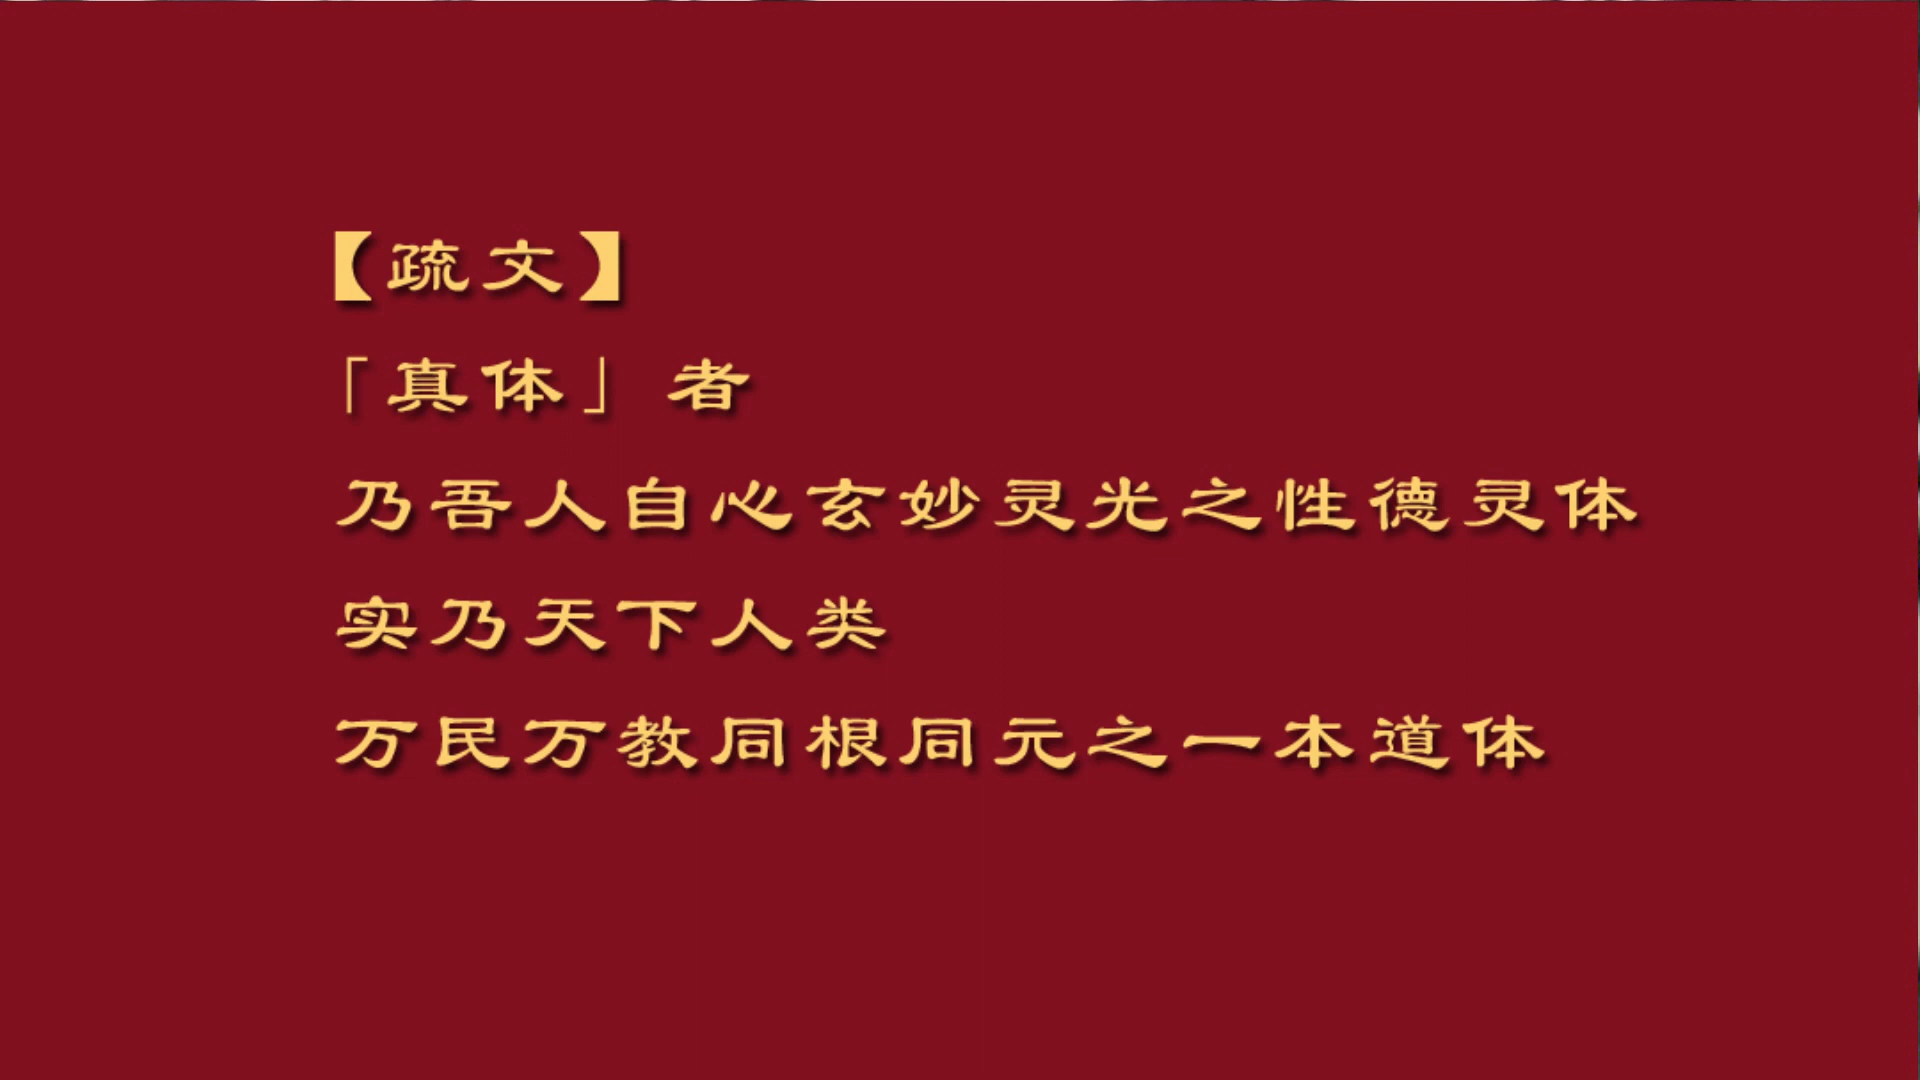 【疏文】
「真体」者
乃吾人自心玄妙灵光之性德灵体
实乃天下人类
万民万教同根同元之一本道体